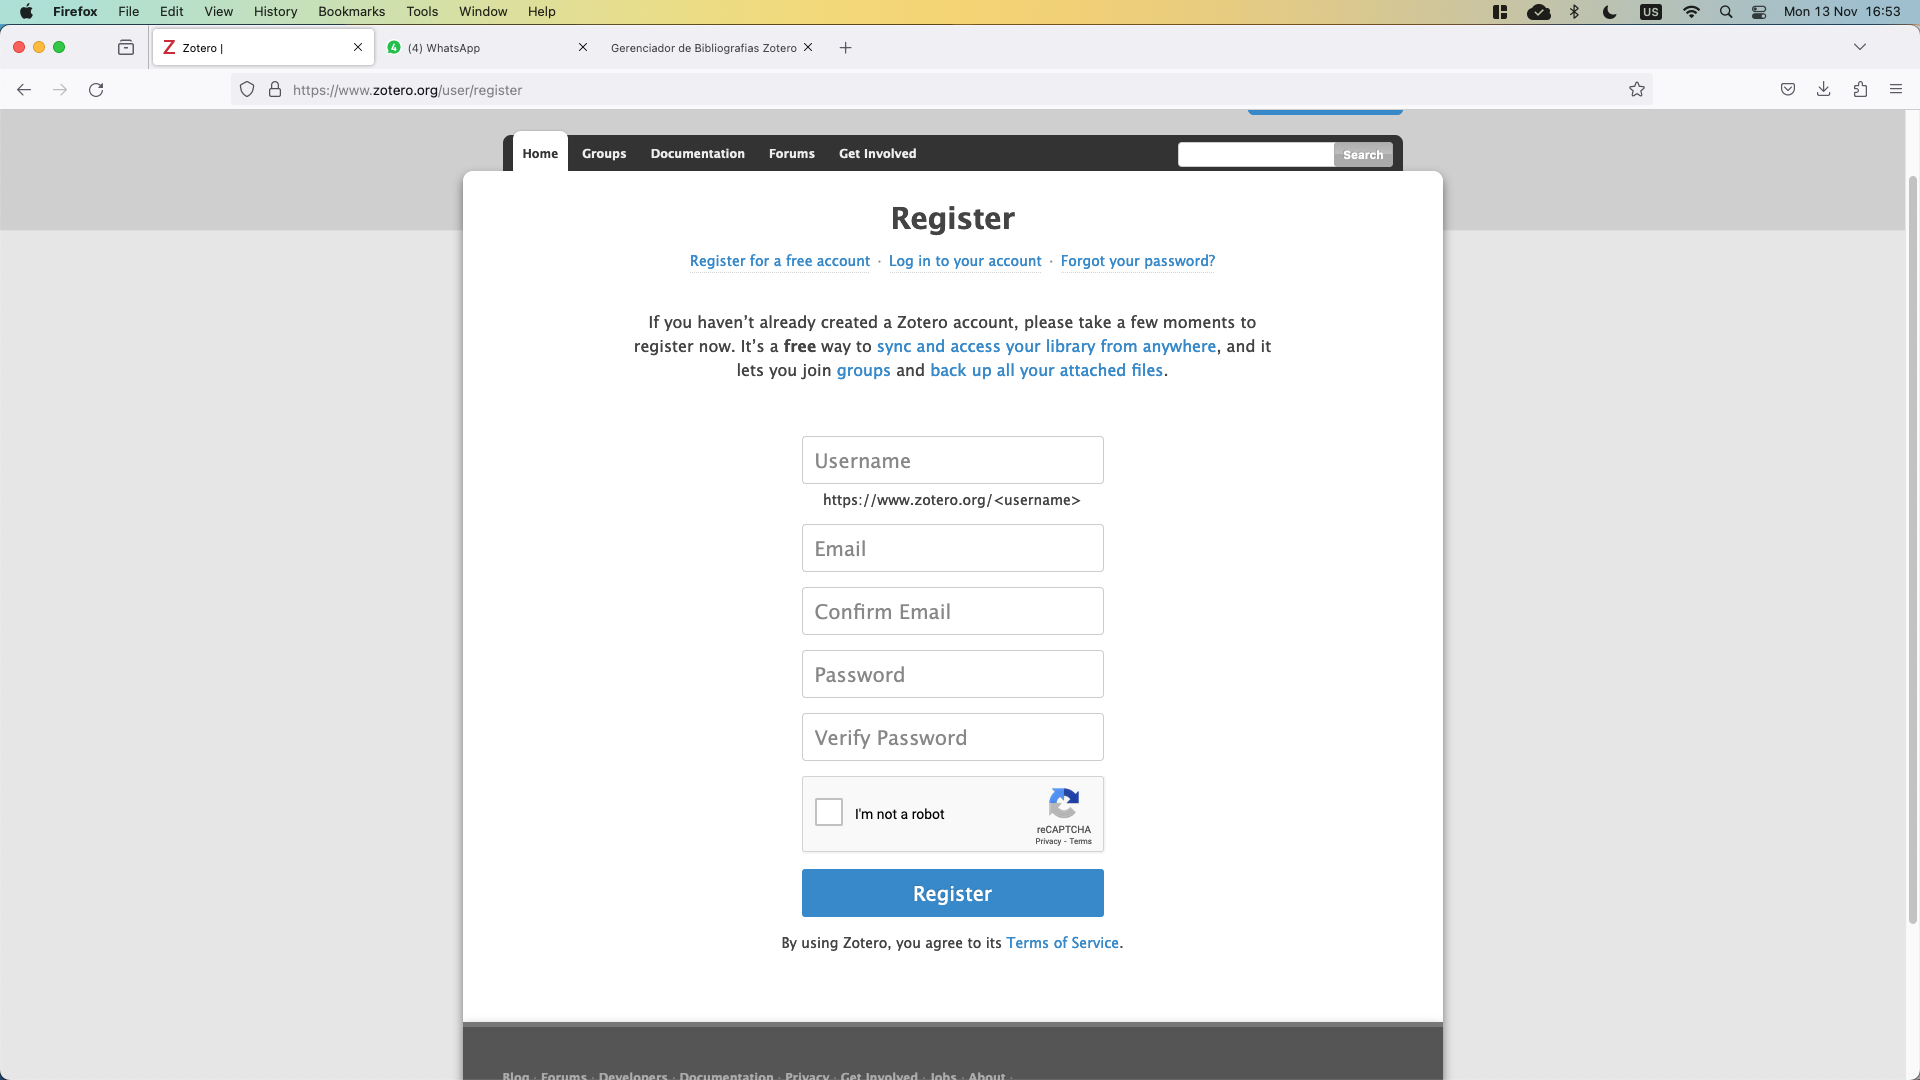 Firefox File Edit View History Bookmarks Tools Window Help US Mon 13 Nov 16:53
Zotero | (4) WhatsApp Gerenciador de Bibliografias Zotero
https://www.zotero.org/user/register
Home Groups Documentation Forums Get Involved Search
Register
Register for a free account · Log in to your account · Forgot your password?
If you haven’t already created a Zotero account, please take a few moments to
register now. It’s a free way to sync and access your library from anywhere, and it
lets you join groups and back up all your attached files.
Username
https://www.zotero.org/<username>
Email
Confirm Email
Password
Verify Password
I'm not a robot
reCAPTCHA
Privacy - Terms
Register
By using Zotero, you agree to its Terms of Service.
Blog · Forums · Developers · Documentation · Privacy · Get Involved · Jobs · About ·